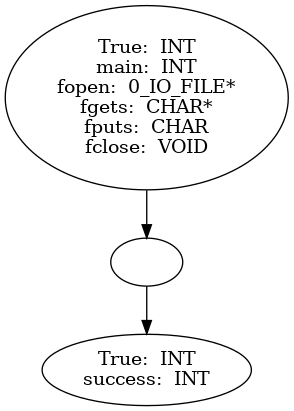 True: INT
main: INT
fopen: 0_IO_FILE*
fgets: CHAR*
fputs: CHAR
fclose: VOID
True: INT
success: INT